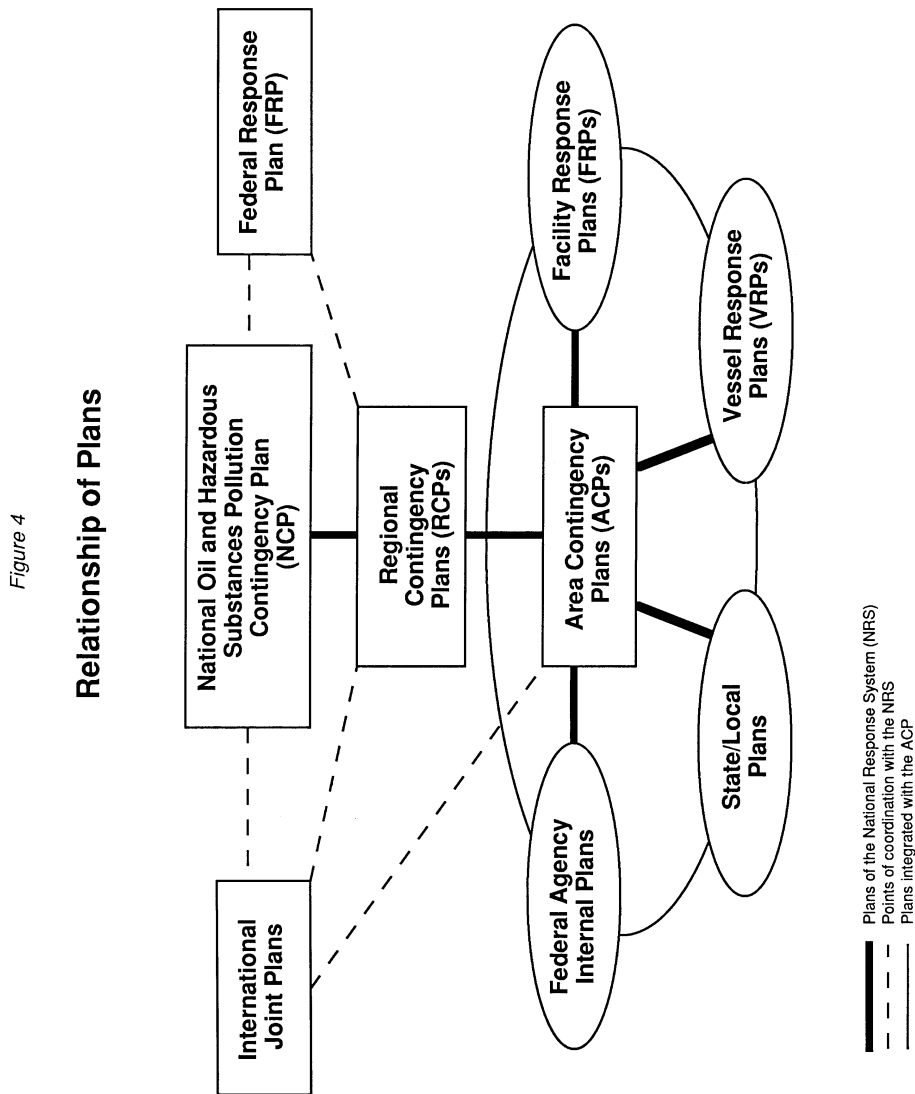 Figure 4
Relationship of Plans
International
Joint Plans
National Oil and Hazardous
Substances Pollution
Contingency Plan
(NCP)
Federal Response
Plan (FRP)
Regional
Contingency
Plans (RCPs)
Area Contingency
Plans (ACPs)
Federal Agency
Internal Plans
Facility Response
Plans (FRPs)
State/Local
Plans
Vessel Response
Plans (VRPs)
Plans of the National Response System (NRS)
Points of coordination with the NRS
Plans integrated with the ACP